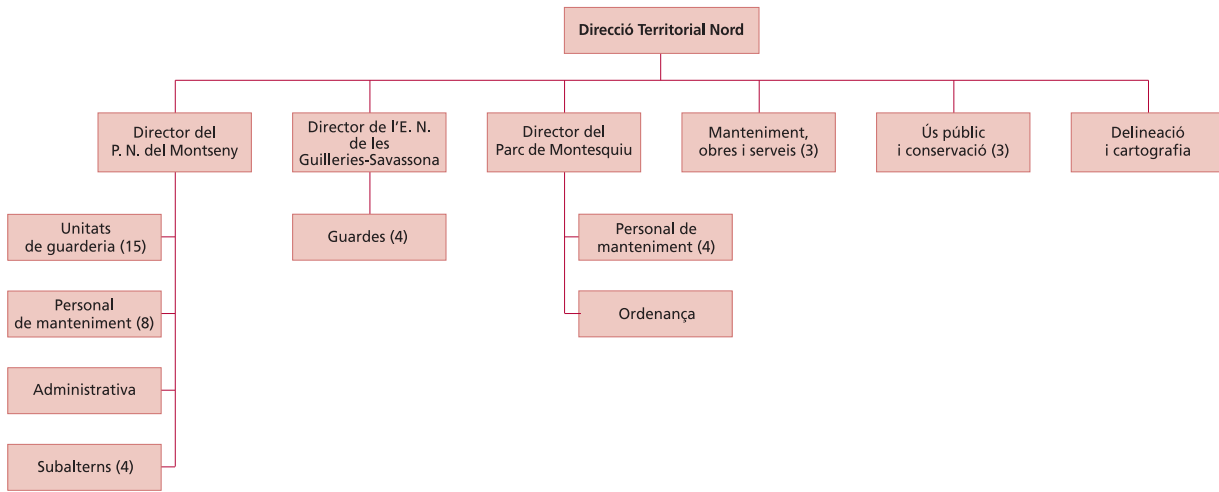 Direcció Territorial Nord
Director del
P. N. del Montseny
Director de l'E. N.
de les
Guilleries-Savassona
Director del
Parc de Montesquiu
Manteniment,
obres i serveis (3)
Ús públic
i conservació (3)
Delineació
i cartografia
Unitats
de guarderia (15)
Personal
de manteniment (8)
Administrativa
Subalterns (4)
Guardes (4)
Personal de
manteniment (4)
Ordenança